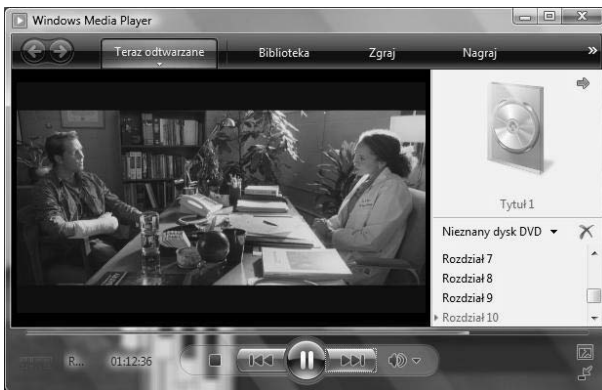 Windows Media Player
Teraz odtwarzane Biblioteka Zgraj Nagraj »
Tytuł 1
Nieznany dysk DVD
Rozdział 7
Rozdział 8
Rozdział 9
Rozdział 10
R... 01:12:36